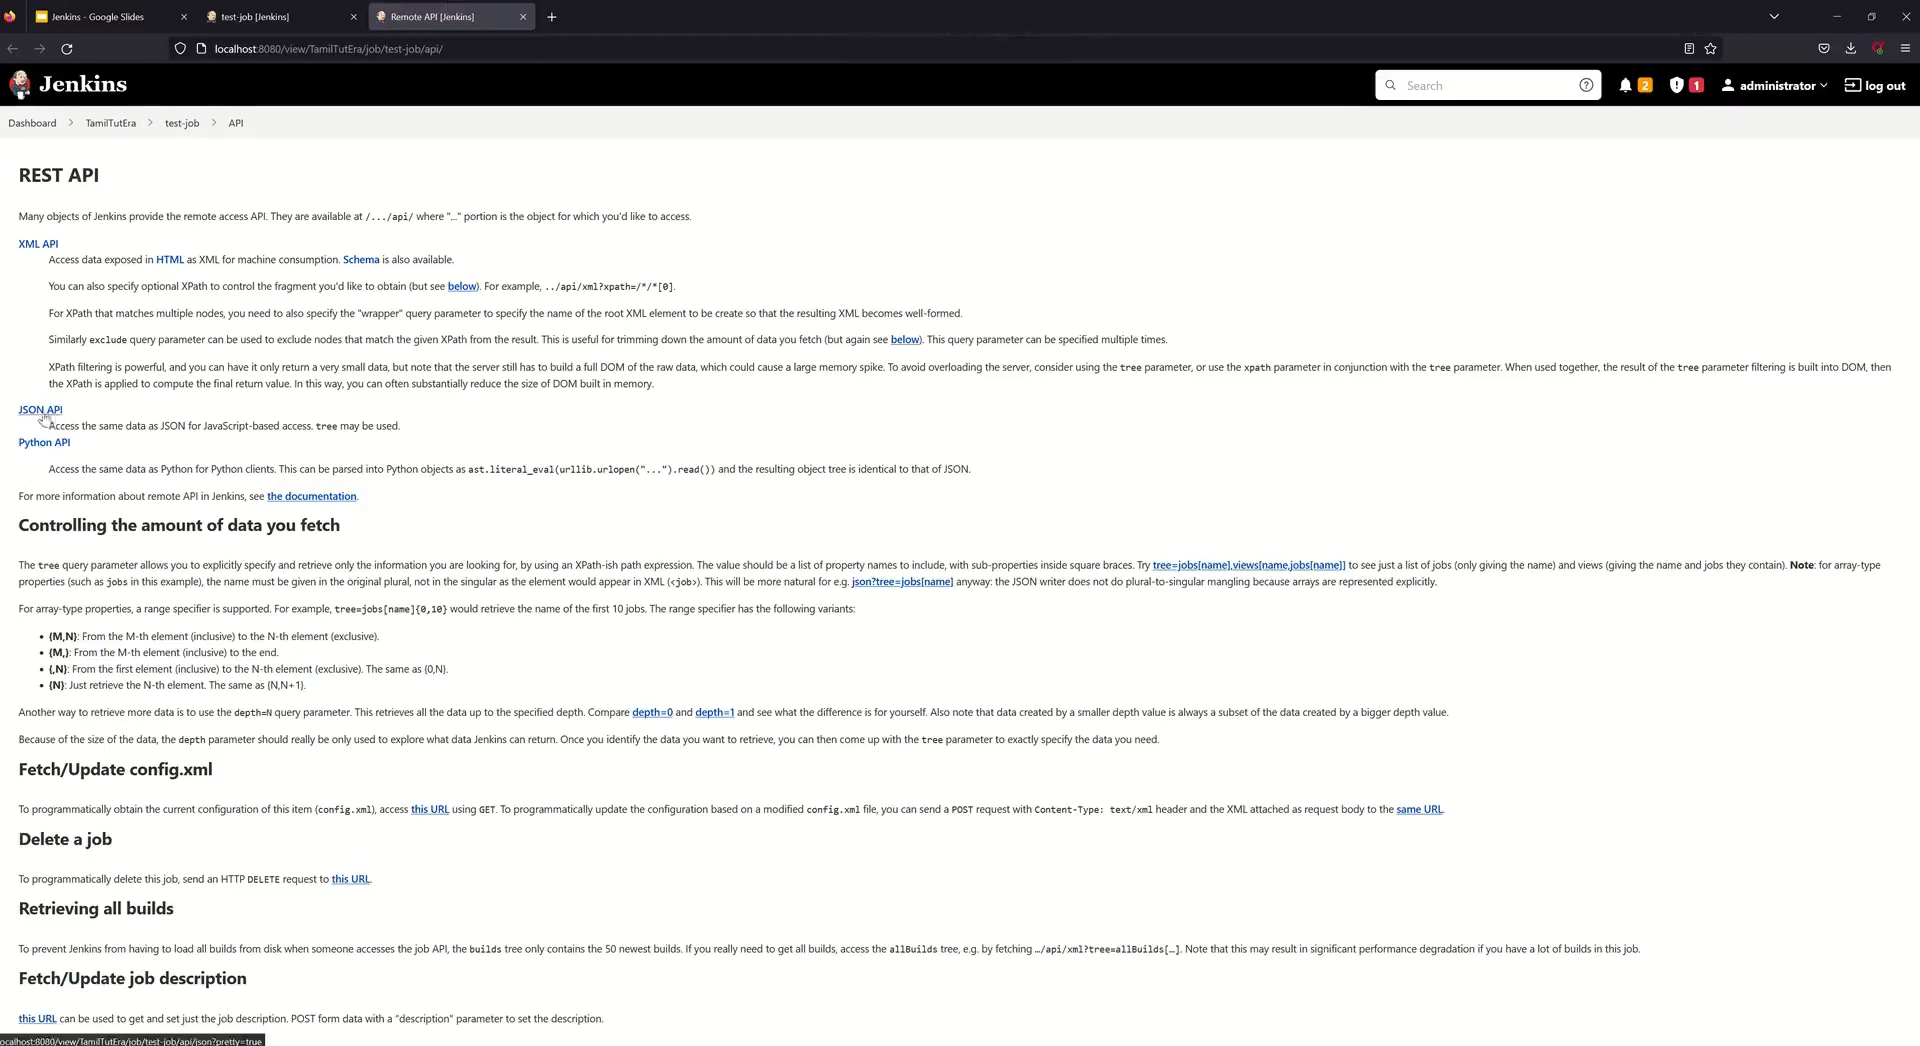 Jenkins - Google Slides
test-job [Jenkins]
Remote API [Jenkins]
localhost:8080/view/TamilTutEra/job/test-job/api/
Jenkins
Search
2
1
administrator
log out
Dashboard
TamilTutEra
test-job
API
REST API
Many objects of Jenkins provide the remote access API. They are available at /.../api/ where "..." portion is the object for which you'd like to access.
XML API
Access data exposed in HTML as XML for machine consumption. Schema is also available.
You can also specify optional XPath to control the fragment you'd like to obtain (but see below). For example, ../api/xml?xpath=/*/*[0].
For XPath that matches multiple nodes, you need to also specify the "wrapper" query parameter to specify the name of the root XML element to be create so that the resulting XML becomes well-formed.
Similarly exclude query parameter can be used to exclude nodes that match the given XPath from the result. This is useful for trimming down the amount of data you fetch (but again see below). This query parameter can be specified multiple times.
XPath filtering is powerful, and you can have it only return a very small data, but note that the server still has to build a full DOM of the raw data, which could cause a large memory spike. To avoid overloading the server, consider using the tree parameter, or use the xpath parameter in conjunction with the tree parameter. When used together, the result of the tree parameter filtering is built into DOM, then
the XPath is applied to compute the final return value. In this way, you can often substantially reduce the size of DOM built in memory.
JSON API
Access the same data as JSON for JavaScript-based access. tree may be used.
Python API
Access the same data as Python for Python clients. This can be parsed into Python objects as ast.literal_eval(urllib.urlopen("...").read()) and the resulting object tree is identical to that of JSON.
For more information about remote API in Jenkins, see the documentation.
Controlling the amount of data you fetch
The tree query parameter allows you to explicitly specify and retrieve only the information you are looking for, by using an XPath-ish path expression. The value should be a list of property names to include, with sub-properties inside square braces. Try tree=jobs[name],views[name,jobs[name]] to see just a list of jobs (only giving the name) and views (giving the name and jobs they contain). Note: for array-type
properties (such as jobs in this example), the name must be given in the original plural, not in the singular as the element would appear in XML (<job>). This will be more natural for e.g. json?tree=jobs[name] anyway: the JSON writer does not do plural-to-singular mangling because arrays are represented explicitly.
For array-type properties, a range specifier is supported. For example, tree=jobs[name]{0,10} would retrieve the name of the first 10 jobs. The range specifier has the following variants:
• {M,N}: From the M-th element (inclusive) to the N-th element (exclusive).
• {M,}: From the M-th element (inclusive) to the end.
• {,N}: From the first element (inclusive) to the N-th element (exclusive). The same as {0,N}.
• {N}: Just retrieve the N-th element. The same as {N,N+1}.
Another way to retrieve more data is to use the depth=N query parameter. This retrieves all the data up to the specified depth. Compare depth=0 and depth=1 and see what the difference is for yourself. Also note that data created by a smaller depth value is always a subset of the data created by a bigger depth value.
Because of the size of the data, the depth parameter should really be only used to explore what data Jenkins can return. Once you identify the data you want to retrieve, you can then come up with the tree parameter to exactly specify the data you need.
Fetch/Update config.xml
To programmatically obtain the current configuration of this item (config.xml), access this URL using GET. To programmatically update the configuration based on a modified config.xml file, you can send a POST request with Content-Type: text/xml header and the XML attached as request body to the same URL.
Delete a job
To programmatically delete this job, send an HTTP DELETE request to this URL.
Retrieving all builds
To prevent Jenkins from having to load all builds from disk when someone accesses the job API, the builds tree only contains the 50 newest builds. If you really need to get all builds, access the allBuilds tree, e.g. by fetching …/api/xml?tree=allBuilds[…]. Note that this may result in significant performance degradation if you have a lot of builds in this job.
Fetch/Update job description
this URL can be used to get and set just the job description. POST form data with a "description" parameter to set the description.
ocalhost:8080/view/TamilTutEra/job/test-job/api/json?pretty=true